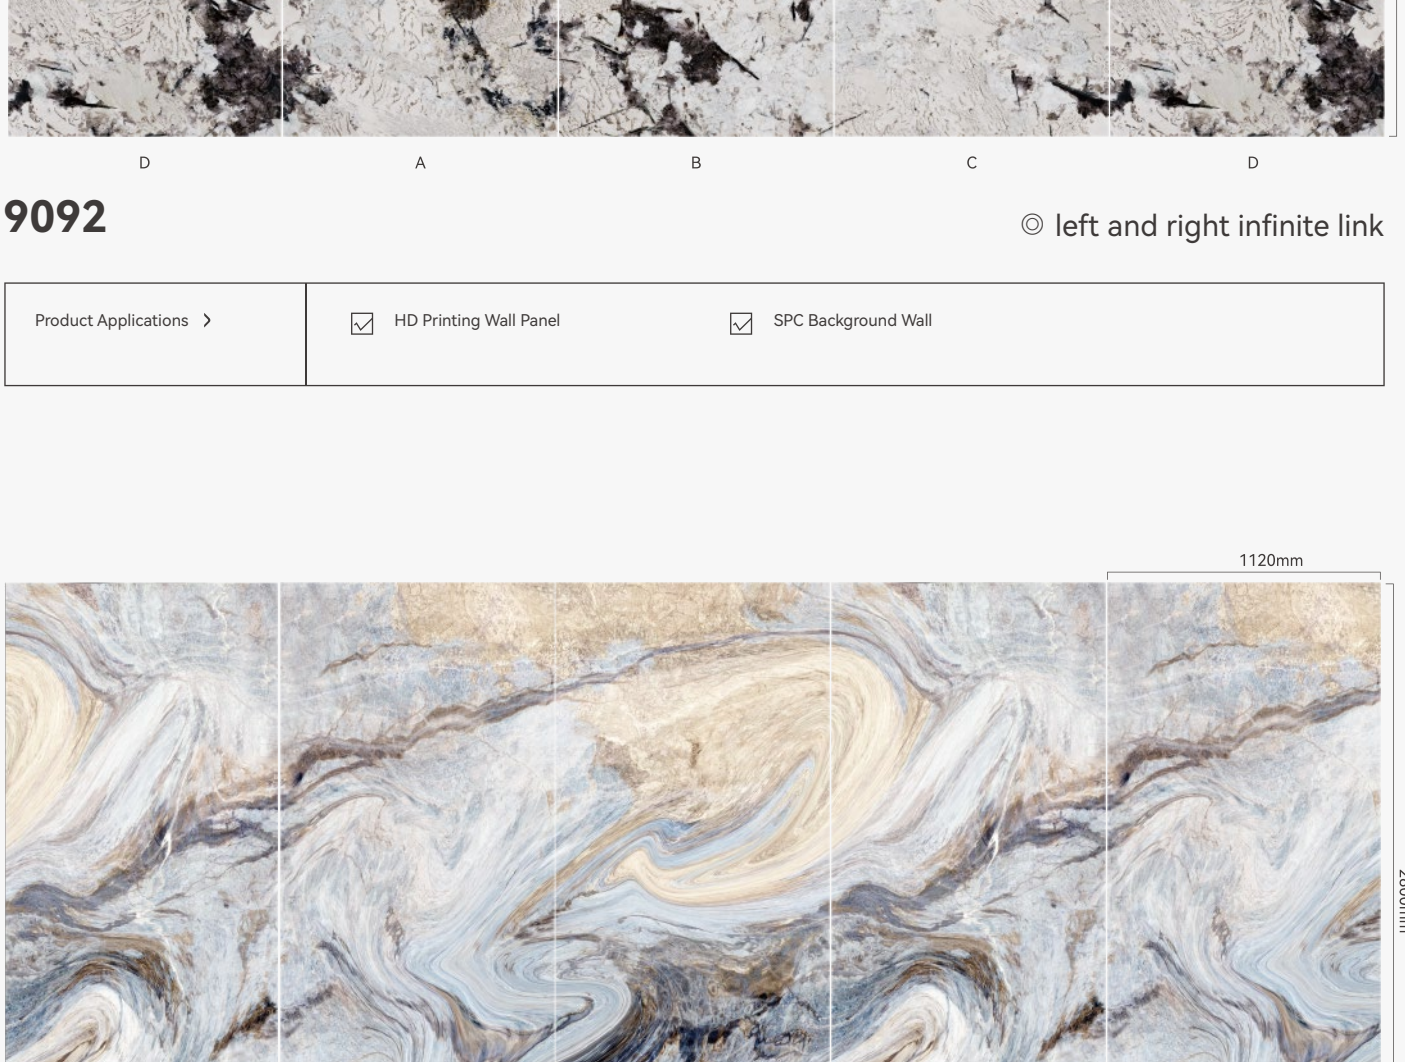 D A B C D
9092
left and right infinite link
Product Applications HD Printing Wall Panel SPC Background Wall
1120mm